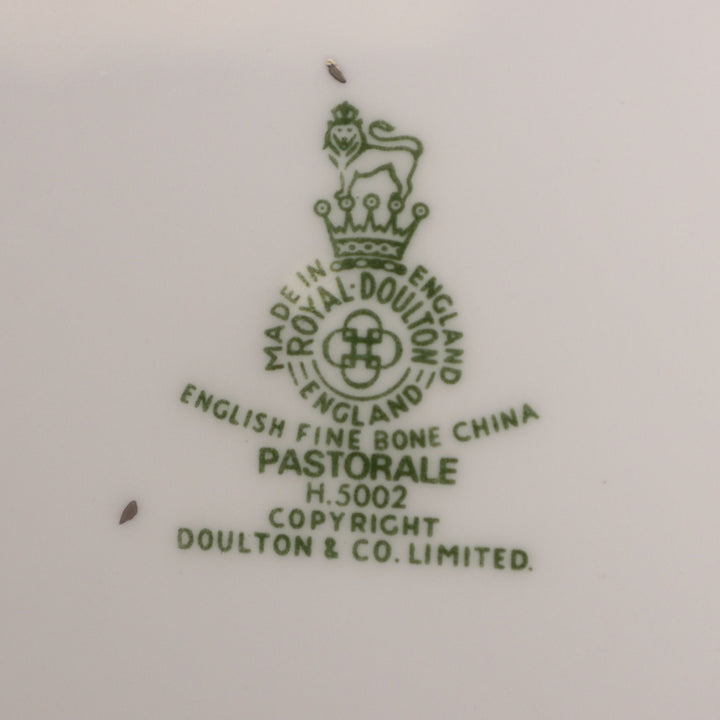 MADE IN ENGLAND
ROYAL·DOULTON
ENGLAND
ENGLISH FINE BONE CHINA
PASTORALE
H.5002
COPYRIGHT
DOULTON & CO. LIMITED.